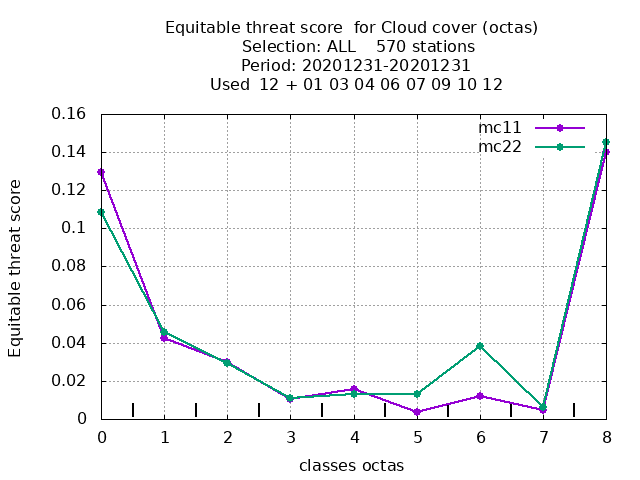 Equitable threat score  for Cloud cover (octas)
Selection: ALL    570 stations
Period: 20201231-20201231
Used  12 + 01 03 04 06 07 09 10 12
mc11
mc22
0.16
0.14
0.12
0.1
0.08
0.06
0.04
0.02
0
Equitable threat score
0 1 2 3 4 5 6 7 8
classes octas